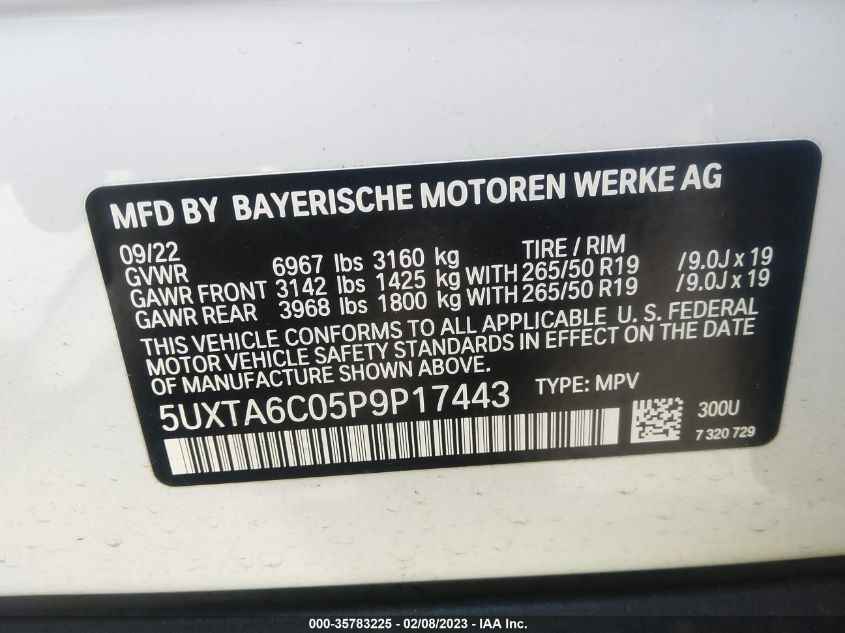 MFD BY BAYERISCHE MOTOREN WERKE AG
09/22 TIRE / RIM
GVWR 6967 lbs 3160 kg
GAWR FRONT 3142 lbs 1425 kg WITH 265/50 R19 /9.0J x 19
GAWR REAR 3968 lbs 1800 kg WITH 265/50 R19 /9.0J x 19
THIS VEHICLE CONFORMS TO ALL APPLICABLE U. S. FEDERAL
MOTOR VEHICLE SAFETY STANDARDS IN EFFECT ON THE DATE
OF MANUFACTURE
5UXTA6C05P9P17443 TYPE: MPV
300U
7 320 729
000-35783225 - 02/08/2023 - IAA Inc.